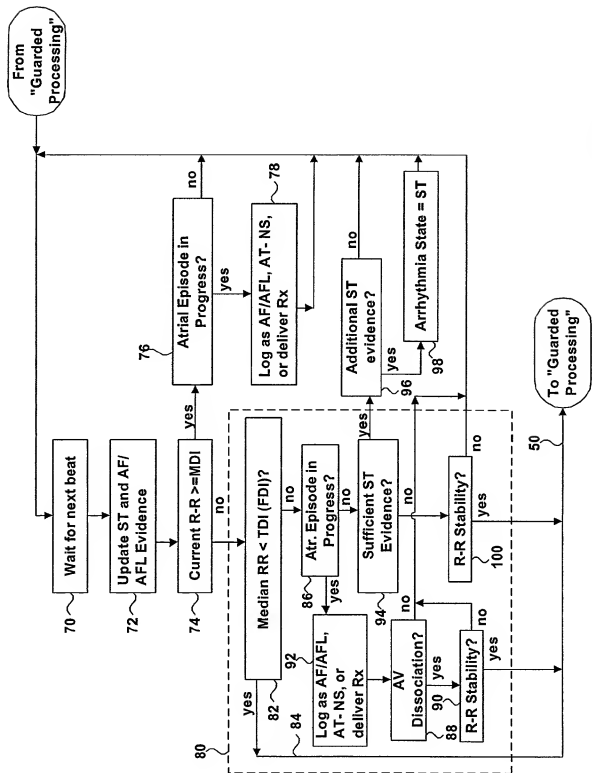 From
"Guarded
Processing"
70
Wait for next beat
72
Update ST and AF/
AFL Evidence
74
Current R-R >=MDI
yes
no
76
Atrial Episode in
Progress?
no
yes
78
Log as AF/AFL, AT- NS,
or deliver Rx
80
82
Median RR < TDI (FDI)?
yes
84
no
86
Atr. Episode in
Progress?
yes
no
92
Log as AF/AFL,
AT- NS, or
deliver Rx
94
Sufficient ST
Evidence?
yes
no
96
Additional ST
evidence?
no
yes
98
Arrhythmia State = ST
88
AV
Dissociation?
no
yes
90
R-R Stability?
no
yes
100
R-R Stability?
no
yes
50
To "Guarded
Processing"